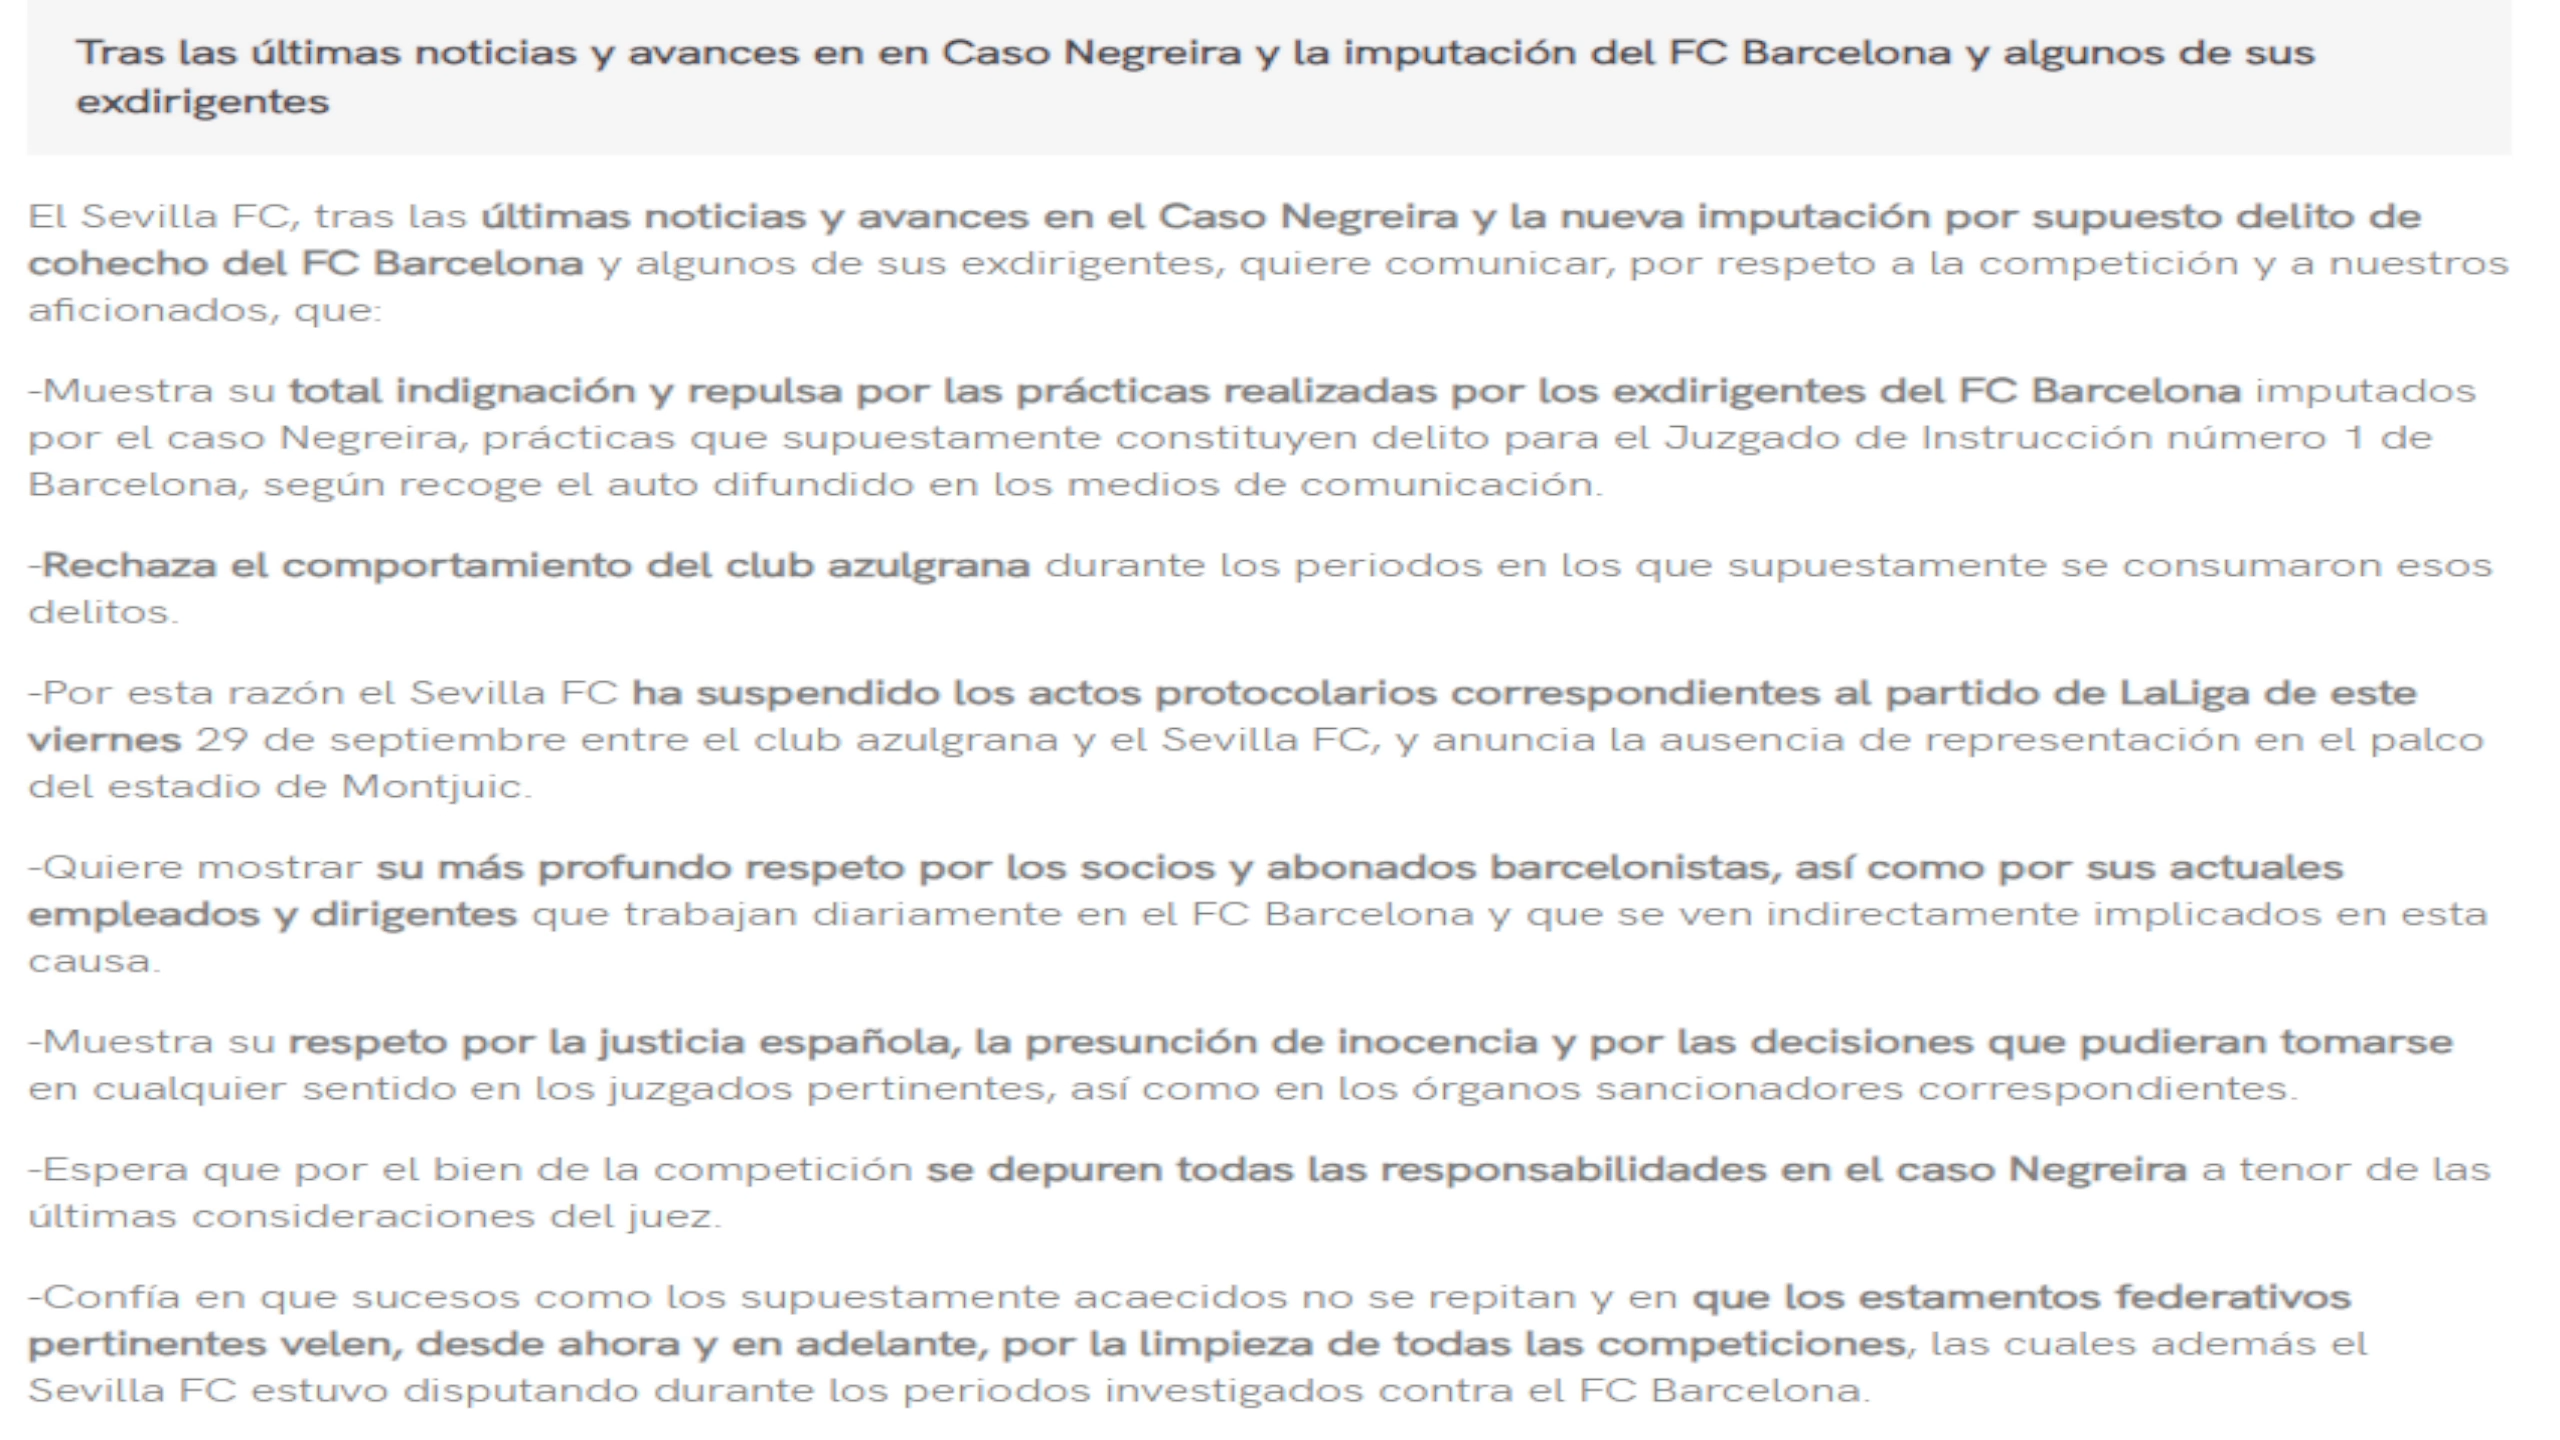 Tras las últimas noticias y avances en en Caso Negreira y la imputación del FC Barcelona y algunos de sus
exdirigentes
El Sevilla FC, tras las últimas noticias y avances en el Caso Negreira y la nueva imputación por supuesto delito de
cohecho del FC Barcelona y algunos de sus exdirigentes, quiere comunicar, por respeto a la competición y a nuestros
aficionados, que:
-Muestra su total indignación y repulsa por las prácticas realizadas por los exdirigentes del FC Barcelona imputados
por el caso Negreira, prácticas que supuestamente constituyen delito para el Juzgado de Instrucción número 1 de
Barcelona, según recoge el auto difundido en los medios de comunicación.
-Rechaza el comportamiento del club azulgrana durante los periodos en los que supuestamente se consumaron esos
delitos.
-Por esta razón el Sevilla FC ha suspendido los actos protocolarios correspondientes al partido de LaLiga de este
viernes 29 de septiembre entre el club azulgrana y el Sevilla FC, y anuncia la ausencia de representación en el palco
del estadio de Montjuic.
-Quiere mostrar su más profundo respeto por los socios y abonados barcelonistas, así como por sus actuales
empleados y dirigentes que trabajan diariamente en el FC Barcelona y que se ven indirectamente implicados en esta
causa.
-Muestra su respeto por la justicia española, la presunción de inocencia y por las decisiones que pudieran tomarse
en cualquier sentido en los juzgados pertinentes, así como en los órganos sancionadores correspondientes.
-Espera que por el bien de la competición se depuren todas las responsabilidades en el caso Negreira a tenor de las
últimas consideraciones del juez.
-Confía en que sucesos como los supuestamente acaecidos no se repitan y en que los estamentos federativos
pertinentes velen, desde ahora y en adelante, por la limpieza de todas las competiciones, las cuales además el
Sevilla FC estuvo disputando durante los periodos investigados contra el FC Barcelona.